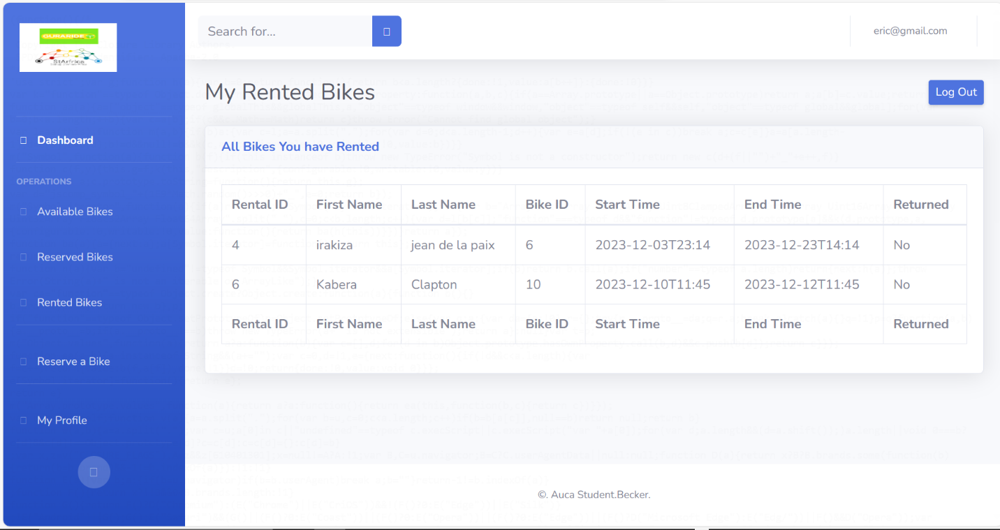 GURARIDE
StAfrica
Search for...
eric@gmail.com
My Rented Bikes
Log Out
Dashboard
OPERATIONS
Available Bikes
Reserved Bikes
Rented Bikes
Reserve a Bike
My Profile
All Bikes You have Rented
Rental ID First Name Last Name Bike ID Start Time End Time Returned
4 irakiza jean de la paix 6 2023-12-03T23:14 2023-12-23T14:14 No
6 Kabera Clapton 10 2023-12-10T11:45 2023-12-12T11:45 No
Rental ID First Name Last Name Bike ID Start Time End Time Returned
©. Auca Student.Becker.